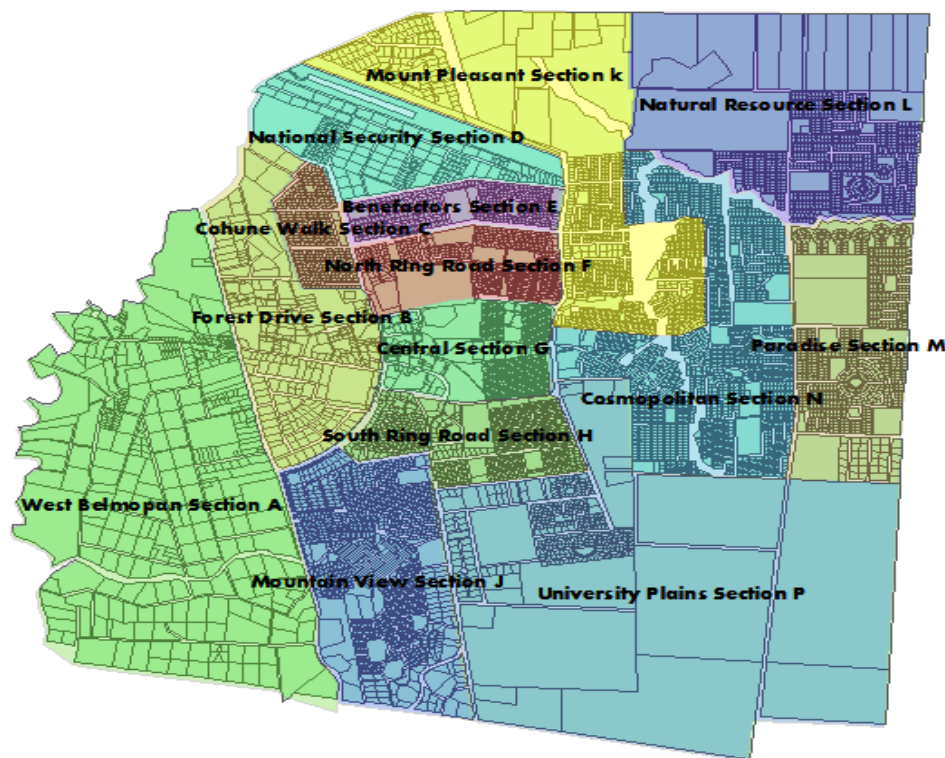 Mount Pleasant Section k
Natural Resource Section L
National Security Section D
Benefactors Section E
Cohune Walk Section C
North RIng Road Section F
Forest Drive Section B
Central Section G
Paradise Section M
Cosmopolitan Section N
South Ring Road Section H
West Belmopan Section A
Mountain View Section J
University Plains Section P